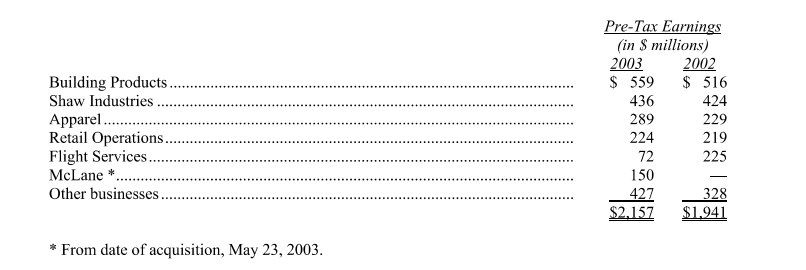 Pre-Tax Earnings
(in $ millions)
2003 2002
Building Products .......... $ 559 $ 516
Shaw Industries .......... 436 424
Apparel .......... 289 229
Retail Operations .......... 224 219
Flight Services .......... 72 225
McLane * .......... 150 —
Other businesses .......... 427 328
$2,157 $1,941
* From date of acquisition, May 23, 2003.